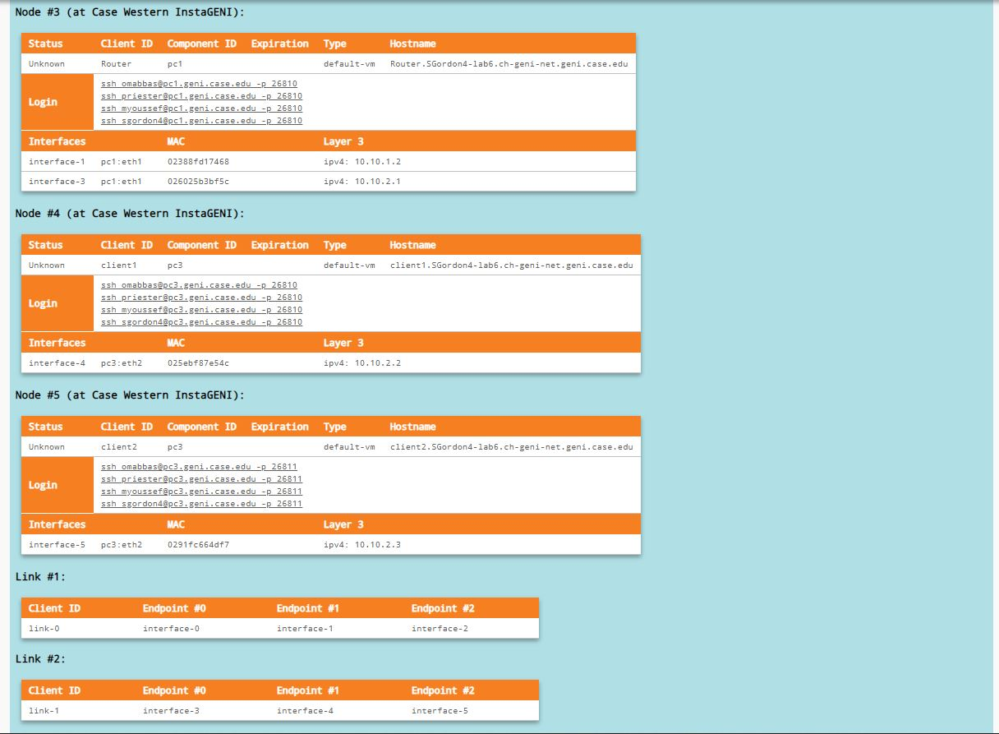 Node #3 (at Case Western InstaGENI):
Status Client ID Component ID Expiration Type Hostname
Unknown Router pc1 default-vm Router.SGordon4-lab6.ch-geni-net.geni.case.edu
Login
ssh omabbas@pc1.geni.case.edu -p 26810
ssh priester@pc1.geni.case.edu -p 26810
ssh myoussef@pc1.geni.case.edu -p 26810
ssh sgordon4@pc1.geni.case.edu -p 26810
Interfaces MAC Layer 3
interface-1 pc1:eth1 02388fd17468 ipv4: 10.10.1.2
interface-3 pc1:eth1 026025b3bf5c ipv4: 10.10.2.1
Node #4 (at Case Western InstaGENI):
Status Client ID Component ID Expiration Type Hostname
Unknown client1 pc3 default-vm client1.SGordon4-lab6.ch-geni-net.geni.case.edu
Login
ssh omabbas@pc3.geni.case.edu -p 26810
ssh priester@pc3.geni.case.edu -p 26810
ssh myoussef@pc3.geni.case.edu -p 26810
ssh sgordon4@pc3.geni.case.edu -p 26810
Interfaces MAC Layer 3
interface-4 pc3:eth2 025ebf87e54c ipv4: 10.10.2.2
Node #5 (at Case Western InstaGENI):
Status Client ID Component ID Expiration Type Hostname
Unknown client2 pc3 default-vm client2.SGordon4-lab6.ch-geni-net.geni.case.edu
Login
ssh omabbas@pc3.geni.case.edu -p 26811
ssh priester@pc3.geni.case.edu -p 26811
ssh myoussef@pc3.geni.case.edu -p 26811
ssh sgordon4@pc3.geni.case.edu -p 26811
Interfaces MAC Layer 3
interface-5 pc3:eth2 0291fc664df7 ipv4: 10.10.2.3
Link #1:
Client ID Endpoint #0 Endpoint #1 Endpoint #2
link-0 interface-0 interface-1 interface-2
Link #2:
Client ID Endpoint #0 Endpoint #1 Endpoint #2
link-1 interface-3 interface-4 interface-5